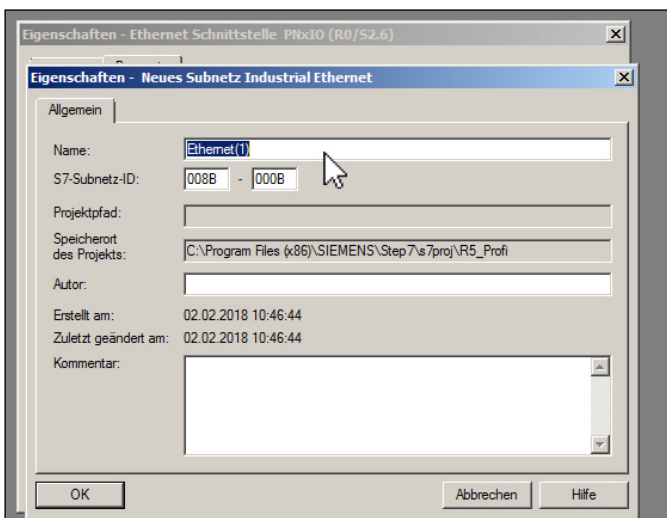 Eigenschaften - Ethernet Schnittstelle PNxIO (R0/S2.6)
Eigenschaften - Neues Subnetz Industrial Ethernet
Allgemein
Name: Ethernet(1)
S7-Subnetz-ID: 008B - 000B
Projektpfad:
Speicherort
des Projekts: C:\Program Files (x86)\SIEMENS\Step7\s7proj\R5_Profi
Autor:
Erstellt am: 02.02.2018 10:46:44
Zuletzt geändert am: 02.02.2018 10:46:44
Kommentar:
OK Abbrechen Hilfe